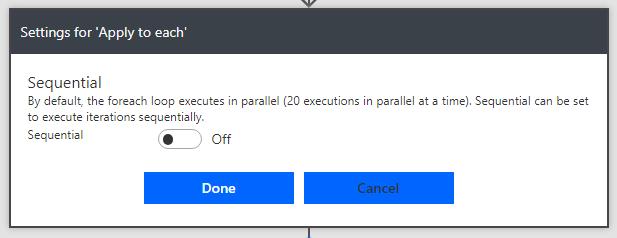 Settings for 'Apply to each'
Sequential
By default, the foreach loop executes in parallel (20 executions in parallel at a time). Sequential can be set
to execute iterations sequentially.
Sequential Off
Done Cancel